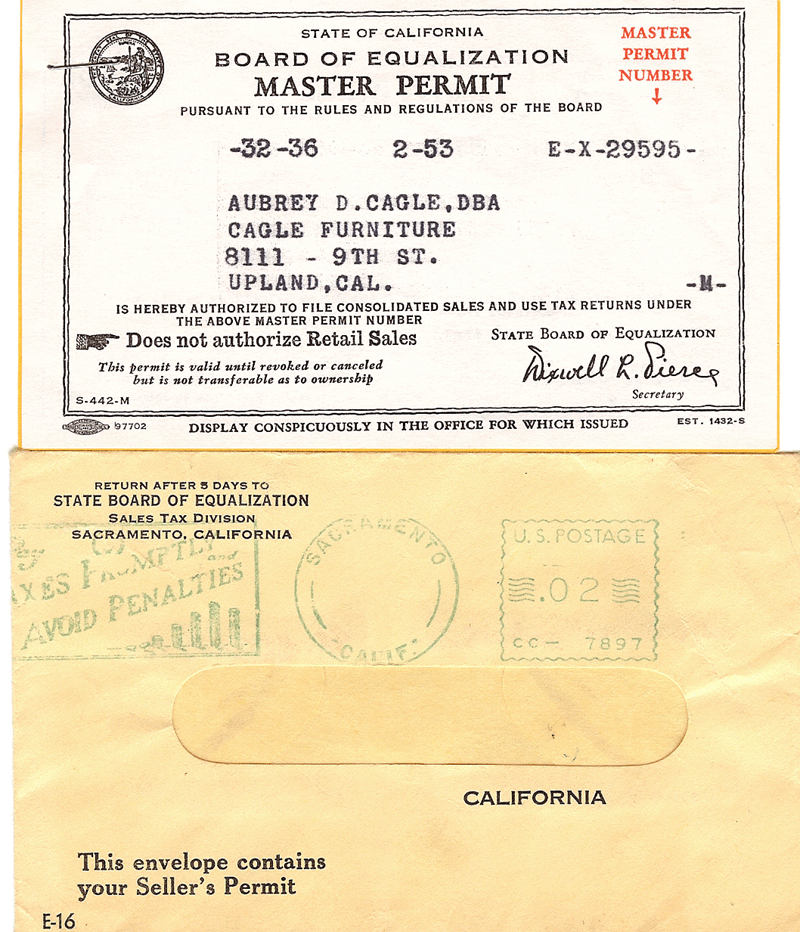 STATE OF CALIFORNIA
BOARD OF EQUALIZATION
MASTER PERMIT
PURSUANT TO THE RULES AND REGULATIONS OF THE BOARD
MASTER
PERMIT
NUMBER
-32-36 2-53 E-X-29595-
AUBREY D.CAGLE,DBA
CAGLE FURNITURE
8111 - 9TH ST.
UPLAND,CAL. -M-
IS HEREBY AUTHORIZED TO FILE CONSOLIDATED SALES AND USE TAX RETURNS UNDER
THE ABOVE MASTER PERMIT NUMBER
Does not authorize Retail Sales
STATE BOARD OF EQUALIZATION
This permit is valid until revoked or canceled
but is not transferable as to ownership
Dixwell L. Pierce
Secretary
S-442-M
97702 DISPLAY CONSPICUOUSLY IN THE OFFICE FOR WHICH ISSUED EST. 1432-S
RETURN AFTER 5 DAYS TO
STATE BOARD OF EQUALIZATION
SALES TAX DIVISION
SACRAMENTO, CALIFORNIA
PROMPTLY
AVOID PENALTIES
SACRAMENTO
CALIF.
U.S. POSTAGE
.02
CC- 7897
CALIFORNIA
This envelope contains
your Seller's Permit
E-16